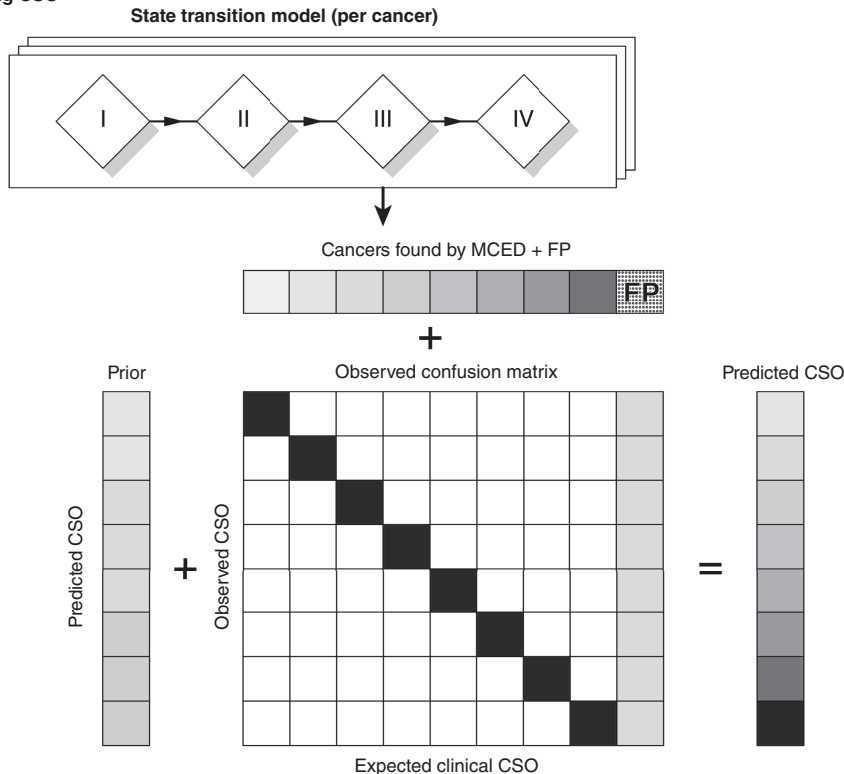 State transition model (per cancer)
I II III IV
Cancers found by MCED + FP
FP
+
Prior
Observed confusion matrix
Predicted CSO
Predicted CSO
+
Observed CSO
=
Expected clinical CSO